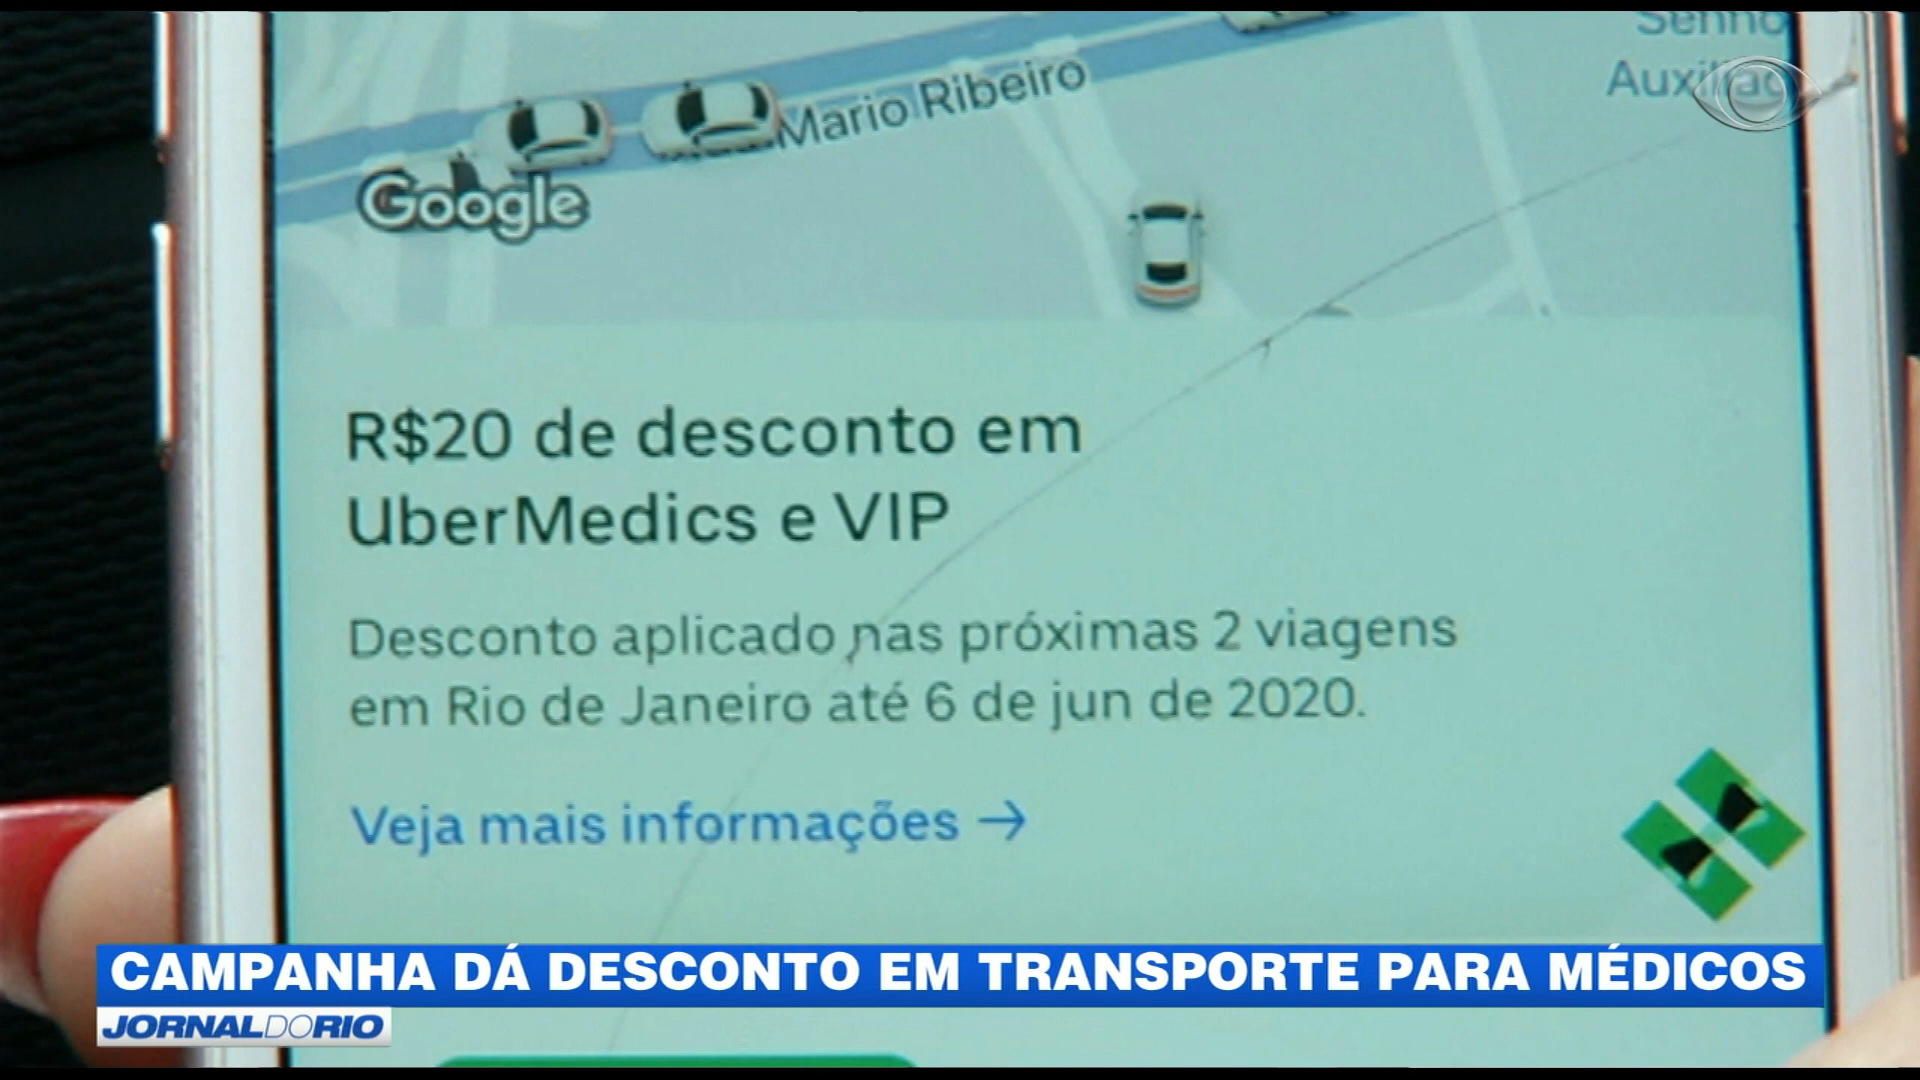 Senho
Auxiliad
Mario Ribeiro
Google
R$20 de desconto em
UberMedics e VIP
Desconto aplicado nas próximas 2 viagens
em Rio de Janeiro até 6 de jun de 2020.
Veja mais informações →
CAMPANHA DÁ DESCONTO EM TRANSPORTE PARA MÉDICOS
JORNAL DO RIO